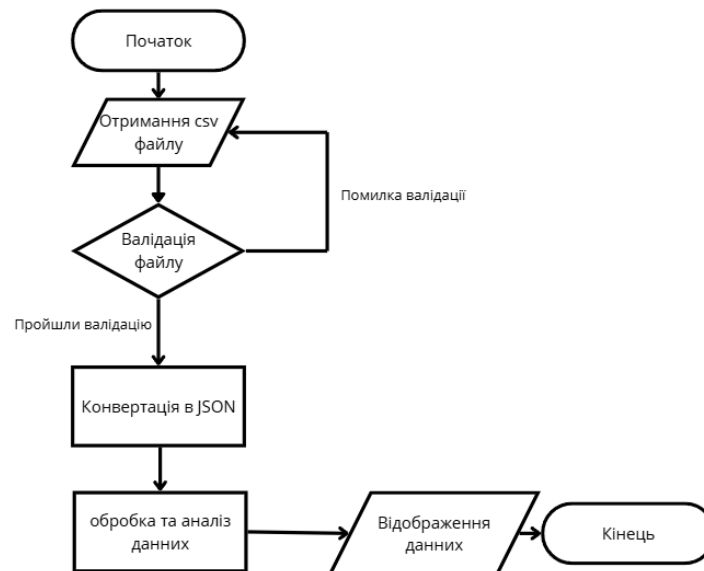 Початок
Отримання csv
файлу
Помилка валідації
Валідація
файлу
Пройшли валідацію
Конвертація в JSON
обробка та аналіз
данних
Відображення
данних
Кінець